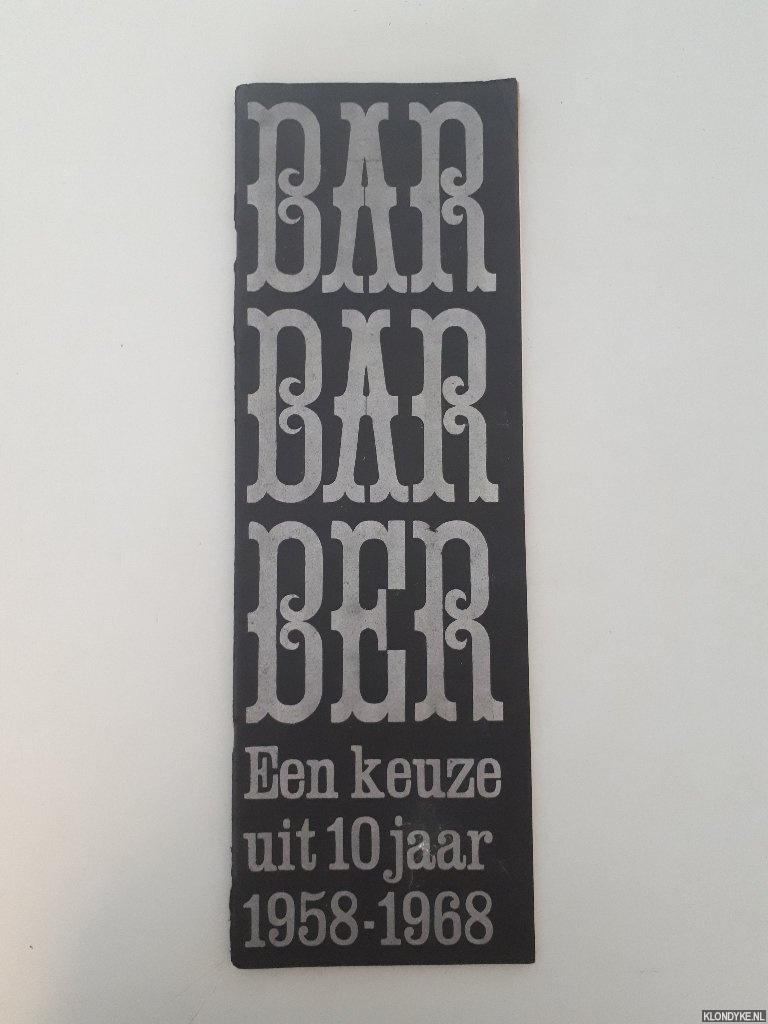 BAR
BAR
BER
Een keuze
uit 10 jaar
1958-1968
KLONDYKE.NL